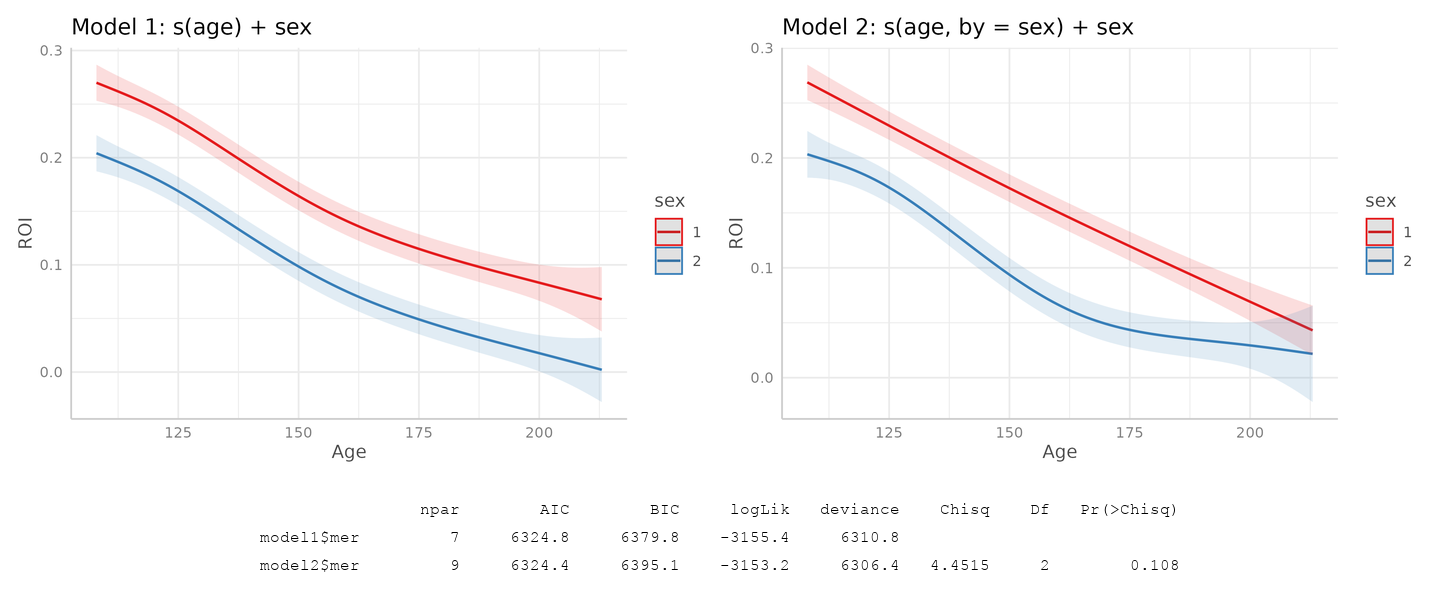 Model 1: s(age) + sex
0.3
0.2
0.1
0.0
ROI
125 150 175 200
Age
sex
1
2
Model 2: s(age, by = sex) + sex
0.3
0.2
0.1
0.0
ROI
125 150 175 200
Age
sex
1
2
npar AIC BIC logLik deviance Chisq Df Pr(>Chisq)
model1$mer 7 6324.8 6379.8 -3155.4 6310.8
model2$mer 9 6324.4 6395.1 -3153.2 6306.4 4.4515 2 0.108